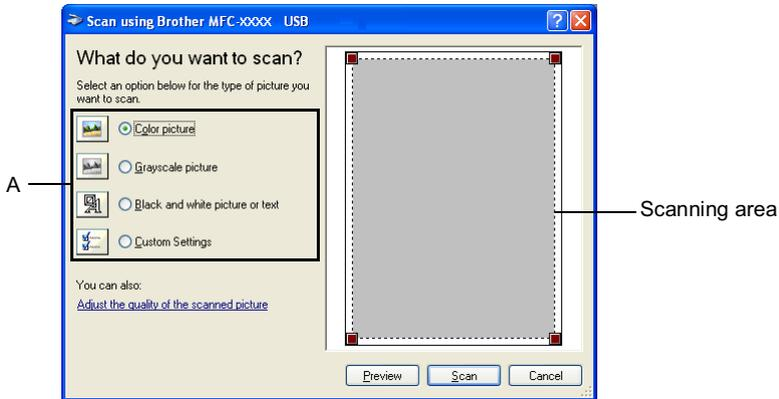 Scan using Brother MFC-XXXX USB
What do you want to scan?
Select an option below for the type of picture you
want to scan.
Color picture
Grayscale picture
Black and white picture or text
Custom Settings
You can also:
Adjust the quality of the scanned picture
Preview
Scan
Cancel
A
Scanning area